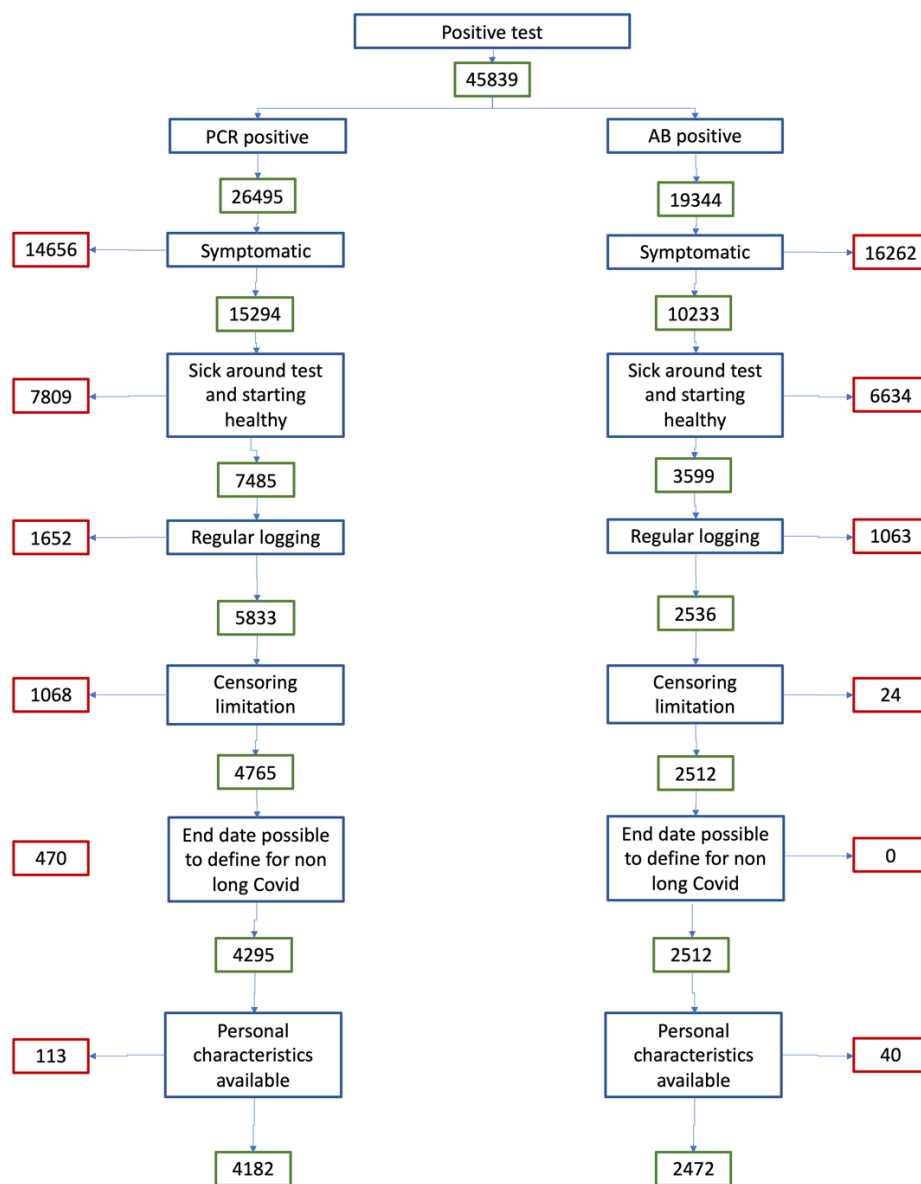 Positive test
45839
PCR positive
AB positive
26495
19344
14656
Symptomatic
Symptomatic
16262
15294
10233
7809
Sick around test
and starting
healthy
Sick around test
and starting
healthy
6634
7485
3599
1652
Regular logging
Regular logging
1063
5833
2536
1068
Censoring
limitation
Censoring
limitation
24
4765
2512
470
End date possible
to define for non
long Covid
End date possible
to define for non
long Covid
0
4295
2512
113
Personal
characteristics
available
Personal
characteristics
available
40
4182
2472